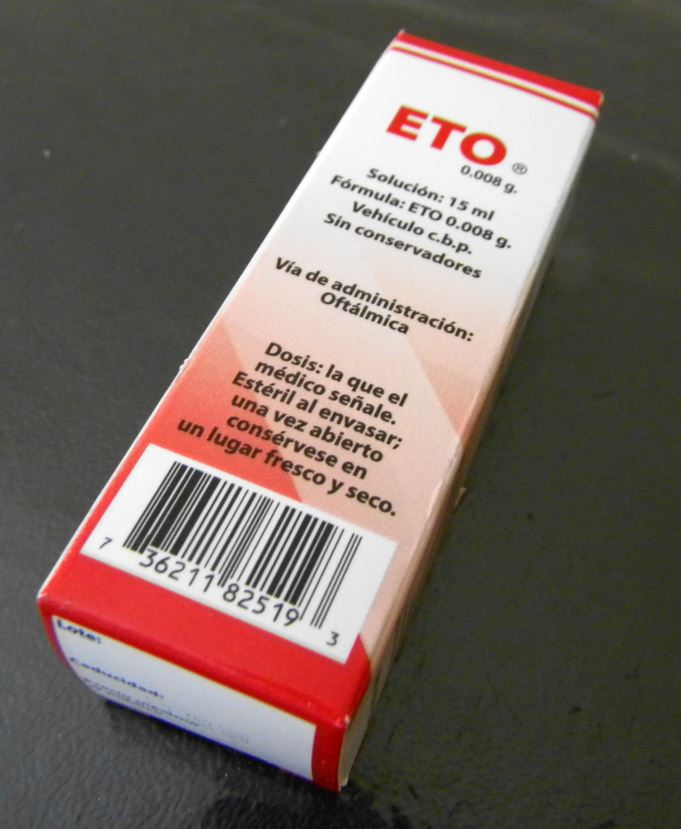 ETO ®
0.008 g.
Solución: 15 ml
Fórmula: ETO 0.008 g.
Vehículo c.b.p.
Sin conservadores
Vía de administración:
Oftálmica
Dosis: la que el
médico señale.
Estéril al envasar;
una vez abierto
consérvese en
un lugar fresco y seco.
7 36211 82519 3
Lote:
Caducidad: